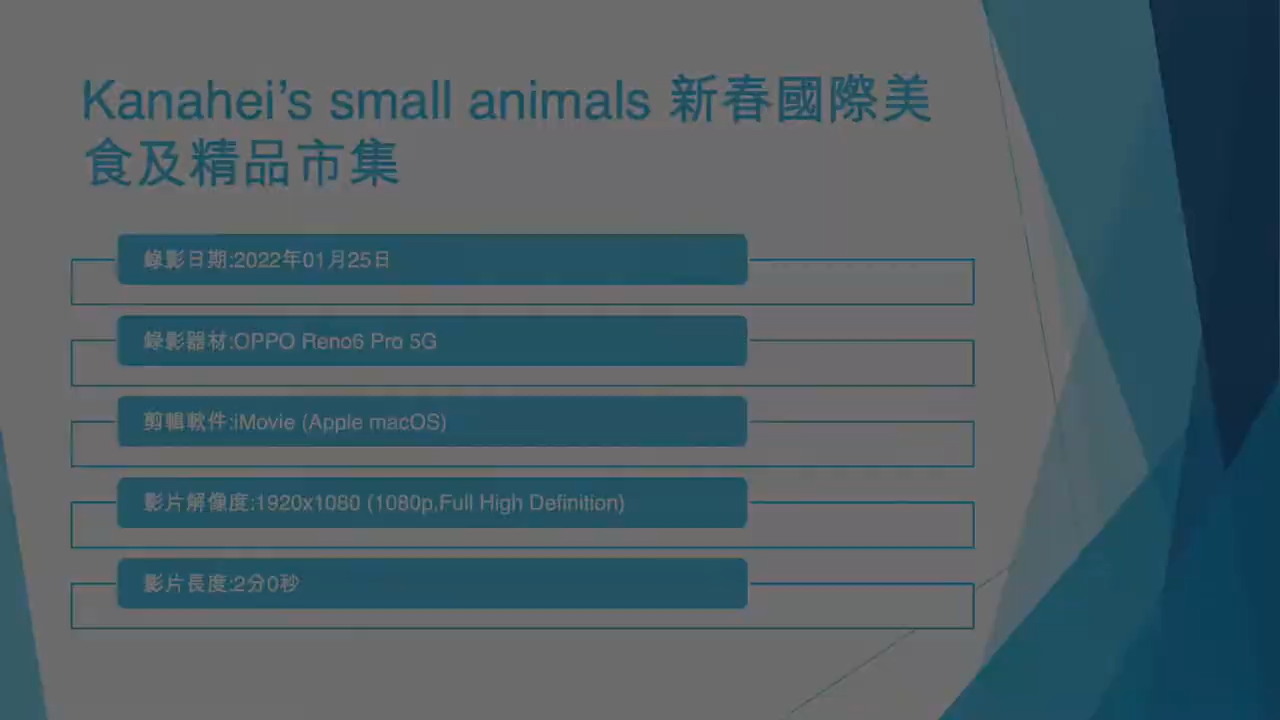 Kanahei’s small animals 新春國際美
食及精品市集
錄影日期:2022年01月25日
錄影器材:OPPO Reno6 Pro 5G
剪輯軟件:iMovie (Apple macOS)
影片解像度:1920x1080 (1080p,Full High Definition)
影片長度:2分0秒